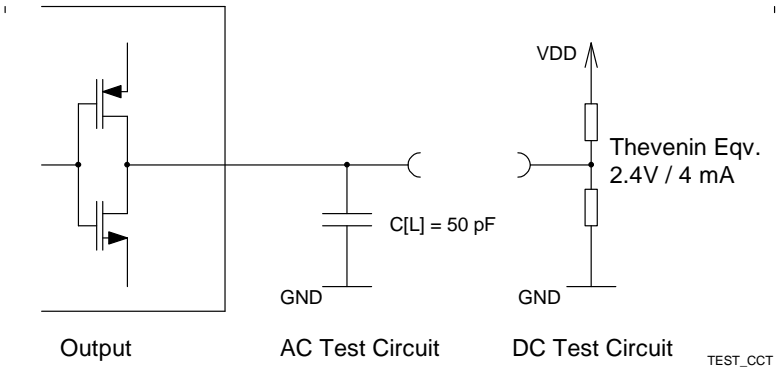 VDD
Thevenin Eqv.
2.4V / 4 mA
C[L] = 50 pF
GND
GND
Output
AC Test Circuit
DC Test Circuit
TEST_CCT